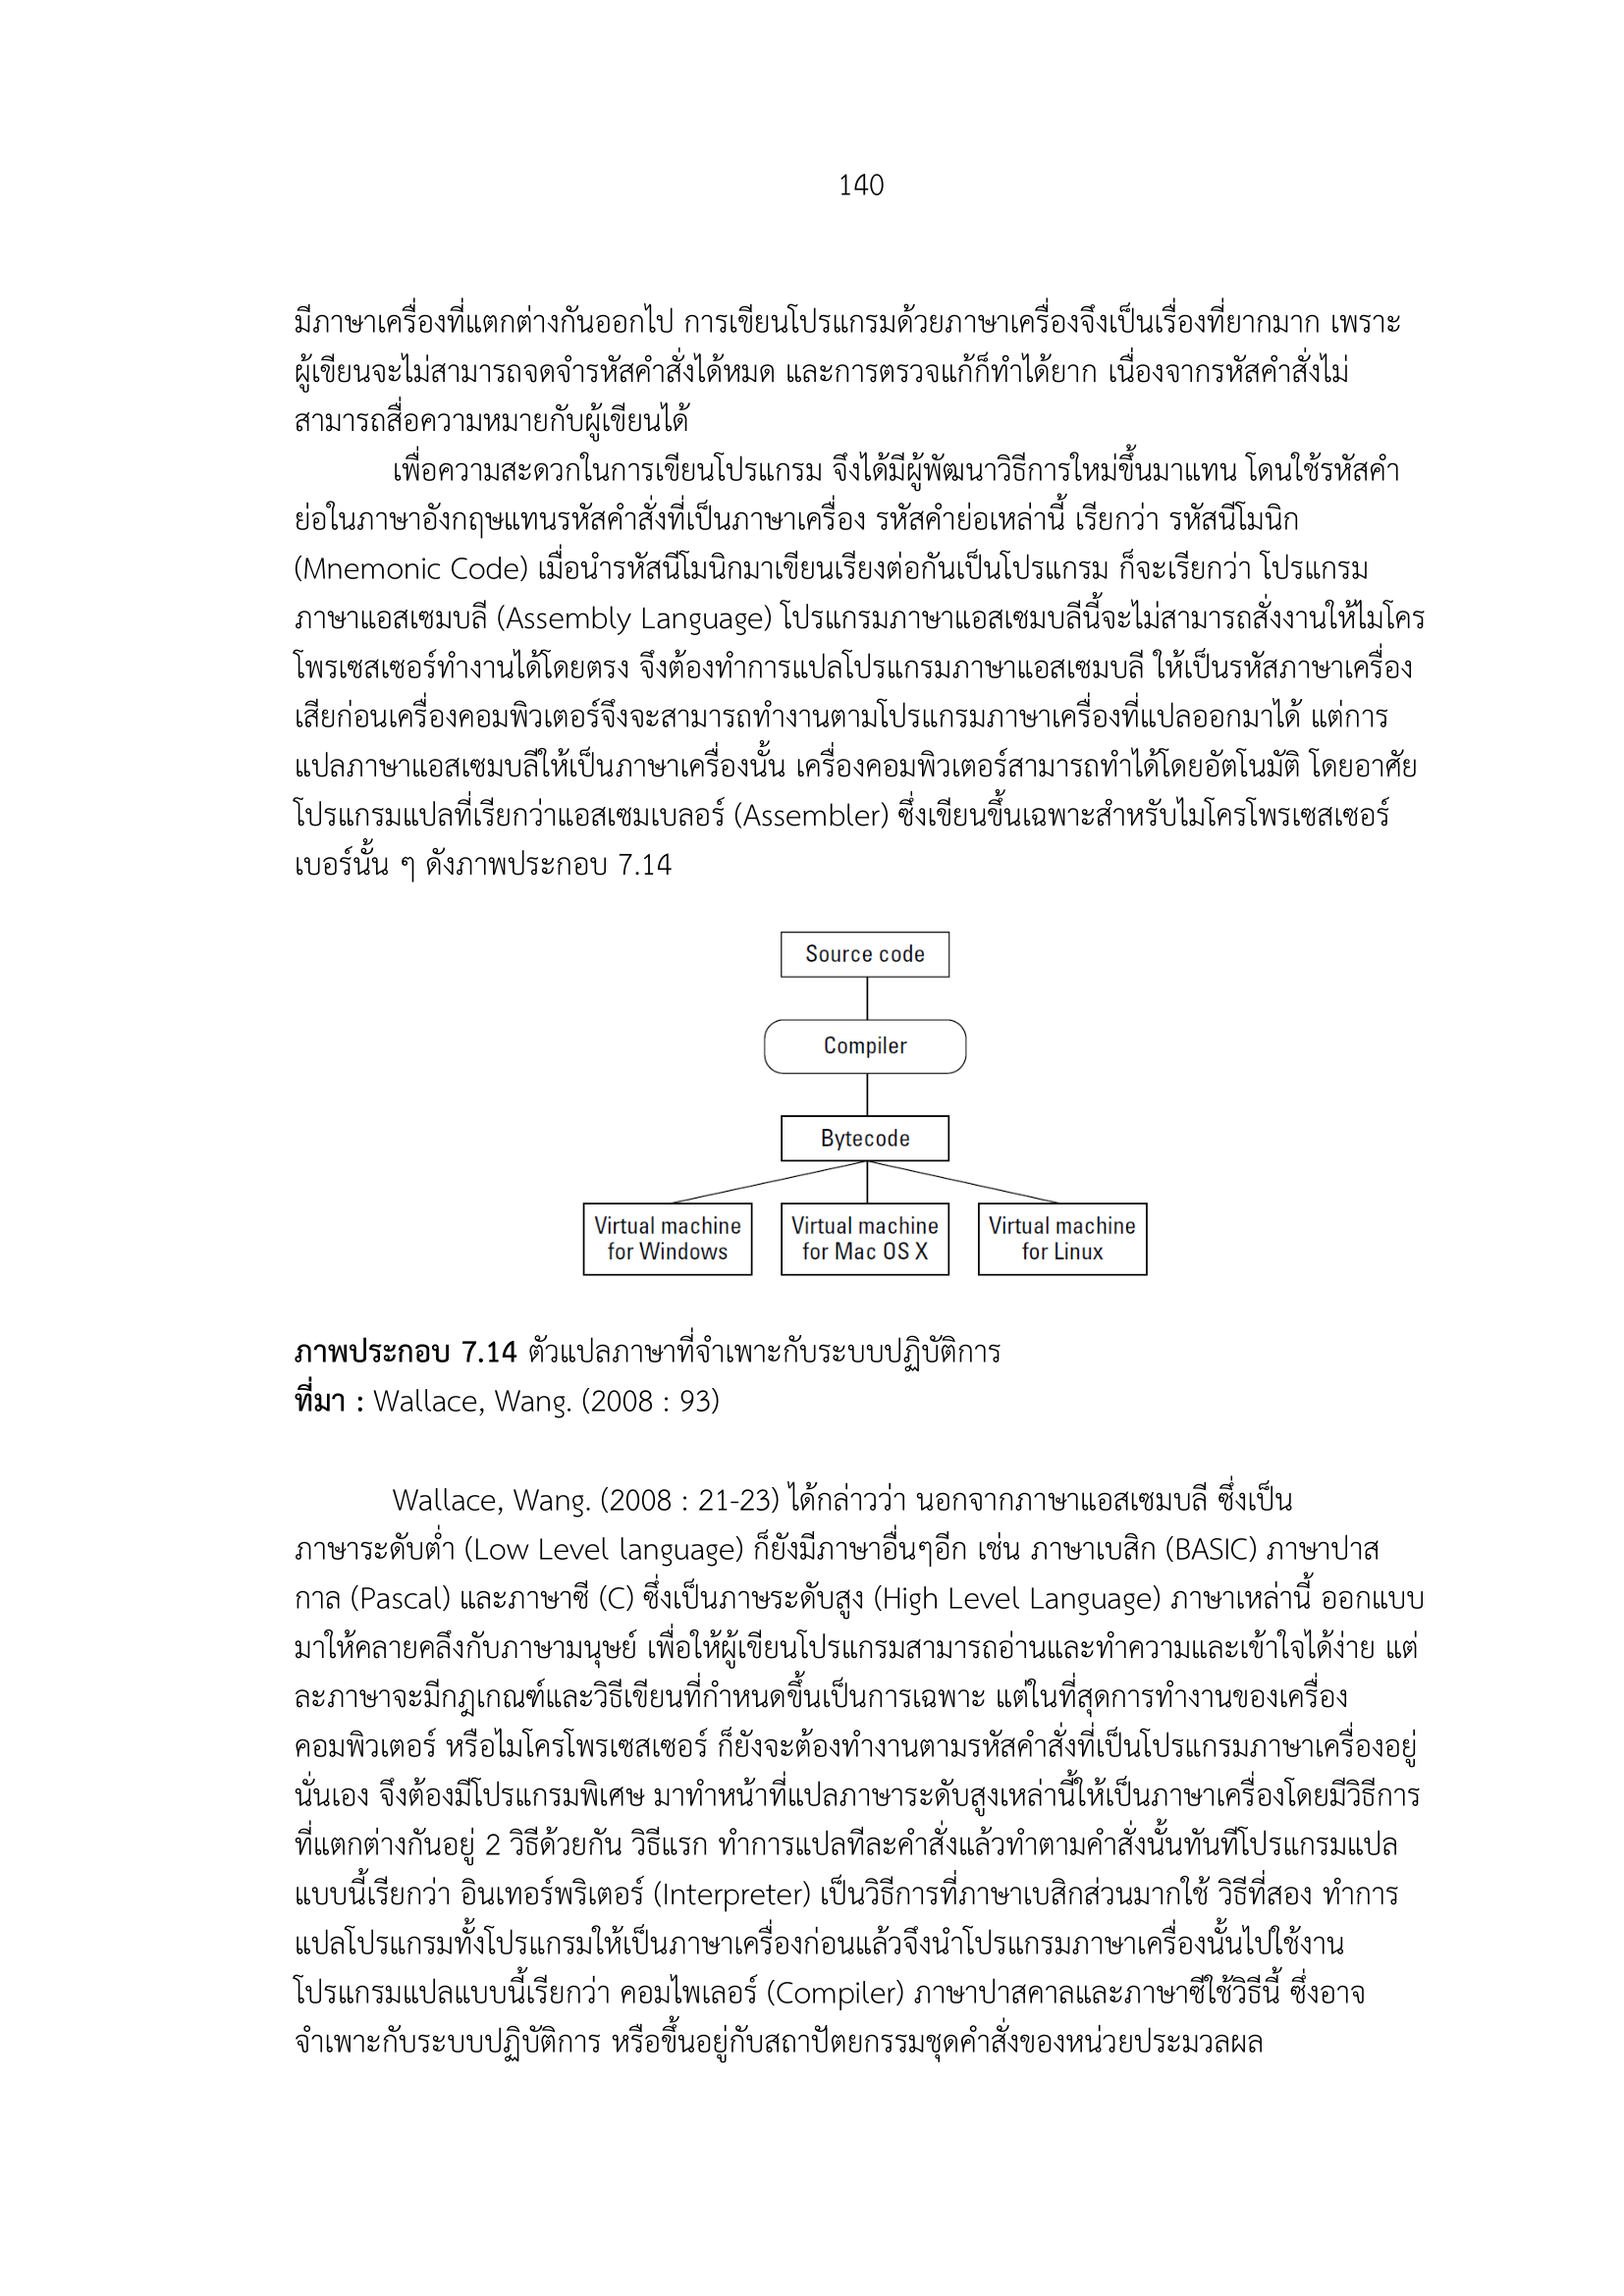 140
มีภาษาเครื่องที่แตกต่างกันออกไป การเขียนโปรแกรมด้วยภาษาเครื่องจึงเป็นเรื่องที่ยากมาก เพราะ
ผู้เขียนจะไม่สามารถจดจำรหัสคำสั่งได้หมด และการตรวจแก้ก็ทำได้ยาก เนื่องจากรหัสคำสั่งไม่
สามารถสื่อความหมายกับผู้เขียนได้
เพื่อความสะดวกในการเขียนโปรแกรม จึงได้มีผู้พัฒนาวิธีการใหม่ขึ้นมาแทน โดนใช้รหัสคำ
ย่อในภาษาอังกฤษแทนรหัสคำสั่งที่เป็นภาษาเครื่อง รหัสคำย่อเหล่านี้ เรียกว่า รหัสนีโมนิก
(Mnemonic Code) เมื่อนำรหัสนีโมนิกมาเขียนเรียงต่อกันเป็นโปรแกรม ก็จะเรียกว่า โปรแกรม
ภาษาแอสเซมบลี (Assembly Language) โปรแกรมภาษาแอสเซมบลีนี้จะไม่สามารถสั่งงานให้ไมโคร
โพรเซสเซอร์ทำงานได้โดยตรง จึงต้องทำการแปลโปรแกรมภาษาแอสเซมบลี ให้เป็นรหัสภาษาเครื่อง
เสียก่อนเครื่องคอมพิวเตอร์จึงจะสามารถทำงานตามโปรแกรมภาษาเครื่องที่แปลออกมาได้ แต่การ
แปลภาษาแอสเซมบลีให้เป็นภาษาเครื่องนั้น เครื่องคอมพิวเตอร์สามารถทำได้โดยอัตโนมัติ โดยอาศัย
โปรแกรมแปลที่เรียกว่าแอสเซมเบลอร์ (Assembler) ซึ่งเขียนขึ้นเฉพาะสำหรับไมโครโพรเซสเซอร์
เบอร์นั้น ๆ ดังภาพประกอบ 7.14
Source code
Compiler
Bytecode
Virtual machine for Windows
Virtual machine for Mac OS X
Virtual machine for Linux
ภาพประกอบ 7.14 ตัวแปลภาษาที่จำเพาะกับระบบปฏิบัติการ
ที่มา : Wallace, Wang. (2008 : 93)
Wallace, Wang. (2008 : 21-23) ได้กล่าวว่า นอกจากภาษาแอสเซมบลี ซึ่งเป็น
ภาษาระดับต่ำ (Low Level language) ก็ยังมีภาษาอื่นๆอีก เช่น ภาษาเบสิก (BASIC) ภาษาปาส
กาล (Pascal) และภาษาซี (C) ซึ่งเป็นภาษระดับสูง (High Level Language) ภาษาเหล่านี้ ออกแบบ
มาให้คลายคลึงกับภาษามนุษย์ เพื่อให้ผู้เขียนโปรแกรมสามารถอ่านและทำความและเข้าใจได้ง่าย แต่
ละภาษาจะมีกฎเกณฑ์และวิธีเขียนที่กำหนดขึ้นเป็นการเฉพาะ แต่ในที่สุดการทำงานของเครื่อง
คอมพิวเตอร์ หรือไมโครโพรเซสเซอร์ ก็ยังจะต้องทำงานตามรหัสคำสั่งที่เป็นโปรแกรมภาษาเครื่องอยู่
นั่นเอง จึงต้องมีโปรแกรมพิเศษ มาทำหน้าที่แปลภาษาระดับสูงเหล่านี้ให้เป็นภาษาเครื่องโดยมีวิธีการ
ที่แตกต่างกันอยู่ 2 วิธีด้วยกัน วิธีแรก ทำการแปลทีละคำสั่งแล้วทำตามคำสั่งนั้นทันทีโปรแกรมแปล
แบบนี้เรียกว่า อินเทอร์พริเตอร์ (Interpreter) เป็นวิธีการที่ภาษาเบสิกส่วนมากใช้ วิธีที่สอง ทำการ
แปลโปรแกรมทั้งโปรแกรมให้เป็นภาษาเครื่องก่อนแล้วจึงนำโปรแกรมภาษาเครื่องนั้นไปใช้งาน
โปรแกรมแปลแบบนี้เรียกว่า คอมไพเลอร์ (Compiler) ภาษาปาสคาลและภาษาซีใช้วิธีนี้ ซึ่งอาจ
จำเพาะกับระบบปฏิบัติการ หรือขึ้นอยู่กับสถาปัตยกรรมชุดคำสั่งของหน่วยประมวลผล